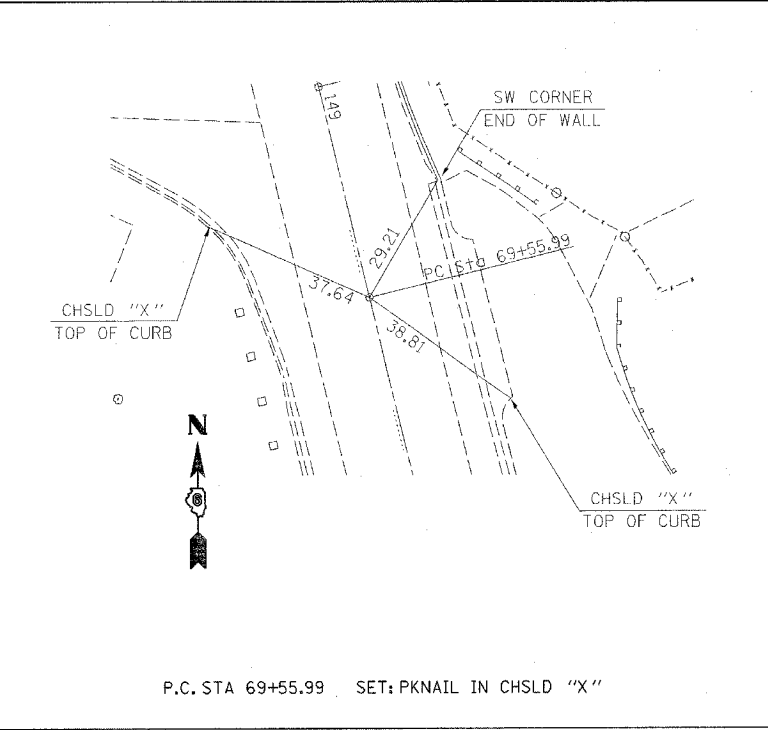 SW CORNER
END OF WALL
149
29.21
PC Sta 69+55.99
37.64
CHSLD "X"
TOP OF CURB
38.81
N
6
CHSLD "X"
TOP OF CURB
P.C. STA 69+55.99 SET: PKNAIL IN CHSLD "X"